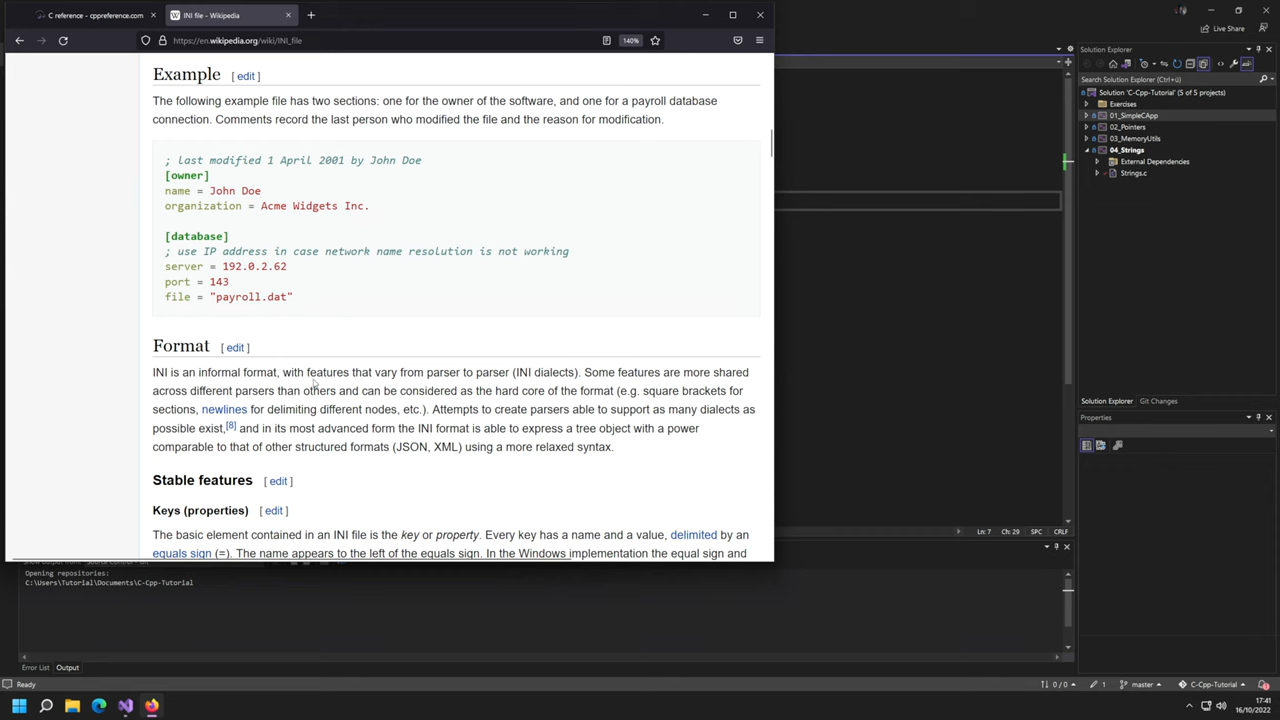 C reference - cppreference.com
INI file - Wikipedia
https://en.wikipedia.org/wiki/INI_file
140%
Example [ edit ]
The following example file has two sections: one for the owner of the software, and one for a payroll database
connection. Comments record the last person who modified the file and the reason for modification.
; last modified 1 April 2001 by John Doe
[owner]
name = John Doe
organization = Acme Widgets Inc.
[database]
; use IP address in case network name resolution is not working
server = 192.0.2.62
port = 143
file = "payroll.dat"
Format [ edit ]
INI is an informal format, with features that vary from parser to parser (INI dialects). Some features are more shared
across different parsers than others and can be considered as the hard core of the format (e.g. square brackets for
sections, newlines for delimiting different nodes, etc.). Attempts to create parsers able to support as many dialects as
possible exist,[8] and in its most advanced form the INI format is able to express a tree object with a power
comparable to that of other structured formats (JSON, XML) using a more relaxed syntax.
Stable features [ edit ]
Keys (properties) [ edit ]
The basic element contained in an INI file is the key or property. Every key has a name and a value, delimited by an
equals sign (=). The name appears to the left of the equals sign. In the Windows implementation the equal sign and
Live Share
Solution Explorer
Search Solution Explorer (Ctrl+ü)
Solution 'C-Cpp-Tutorial' (5 of 5 projects)
Exercises
01_SimpleCApp
02_Pointers
03_MemoryUtils
04_Strings
External Dependencies
Strings.c
Solution Explorer Git Changes
Properties
Ln: 7 Ch: 29 SPC CRLF
Opening repositories:
C:\Users\Tutorial\Documents\C-Cpp-Tutorial
Error List Output
Ready
0 / 0 1 master C-Cpp-Tutorial
17:41
16/10/2022